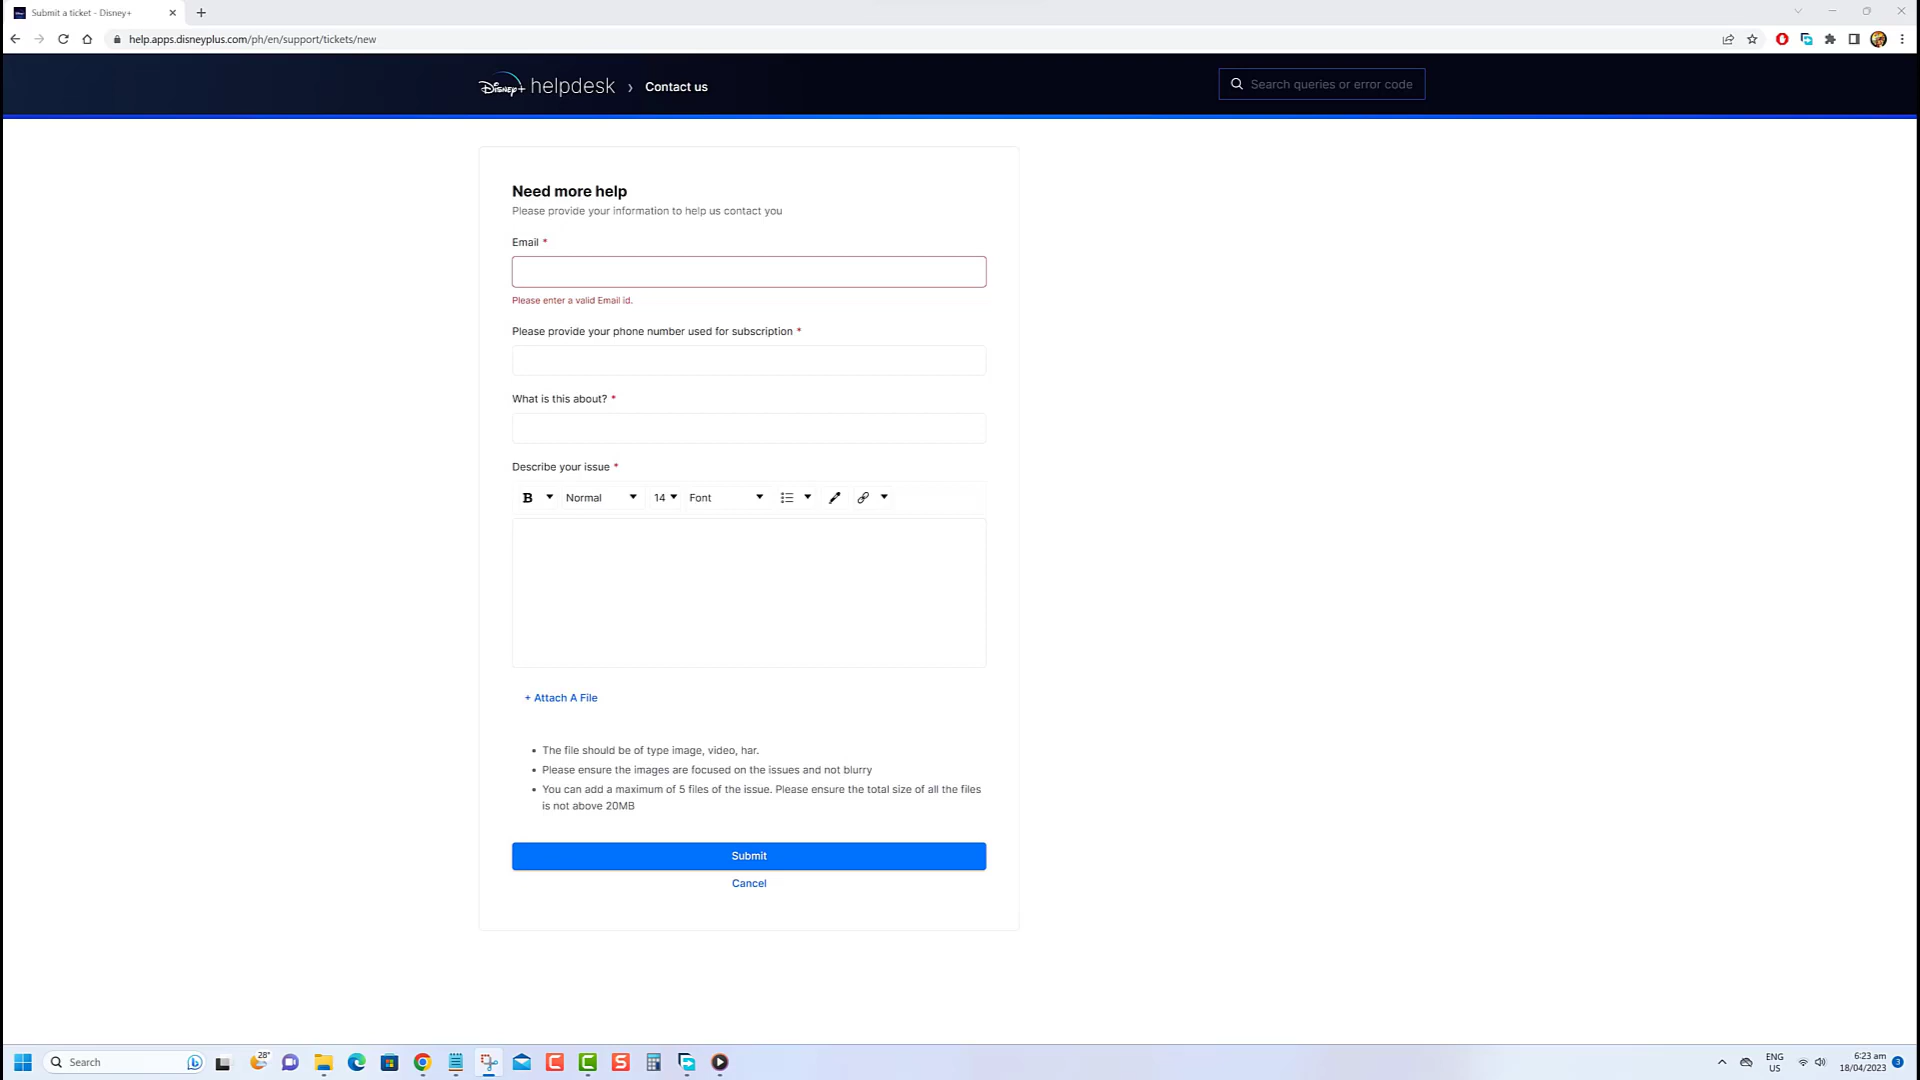 Submit a ticket - Disney+
help.apps.disneyplus.com/ph/en/support/tickets/new
Disney+ helpdesk › Contact us
Search queries or error code
Need more help
Please provide your information to help us contact you
Email *
Please enter a valid Email id.
Please provide your phone number used for subscription *
What is this about? *
Describe your issue *
B Normal 14 Font
+ Attach A File
• The file should be of type image, video, har.
• Please ensure the images are focused on the issues and not blurry
• You can add a maximum of 5 files of the issue. Please ensure the total size of all the files
is not above 20MB
Submit
Cancel
Search
28°
ENG
US
6:23 am
18/04/2023
3